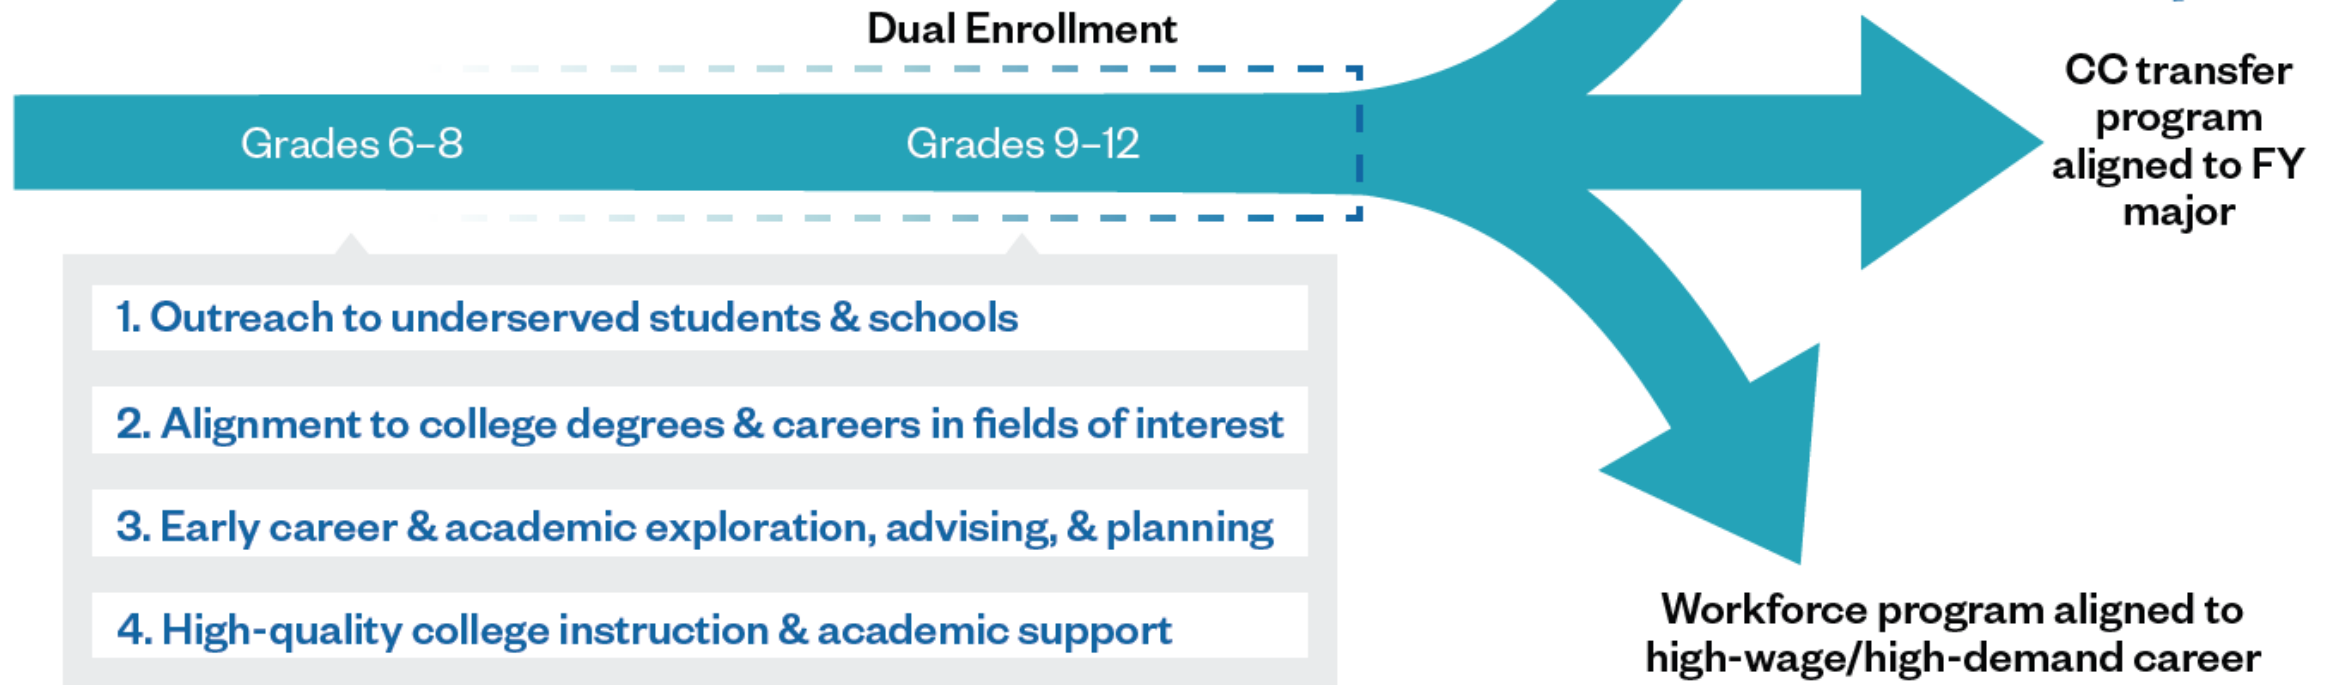 Dual Enrollment
Grades 6–8
Grades 9–12
CC transfer
program
aligned to FY
major
1. Outreach to underserved students & schools
2. Alignment to college degrees & careers in fields of interest
3. Early career & academic exploration, advising, & planning
4. High-quality college instruction & academic support
Workforce program aligned to
high-wage/high-demand career